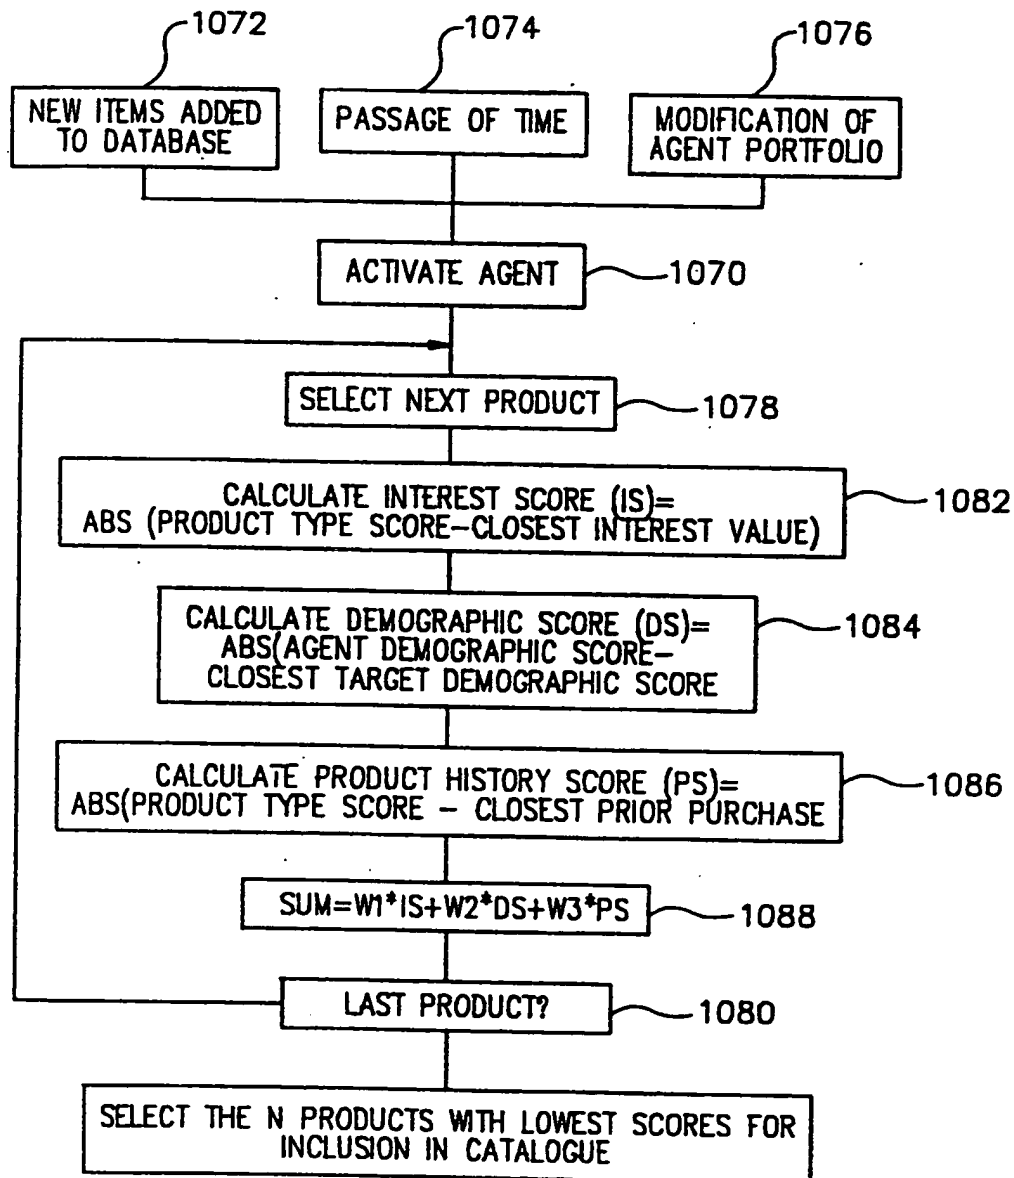 1072
1074
1076
NEW ITEMS ADDED
TO DATABASE
PASSAGE OF TIME
MODIFICATION OF
AGENT PORTFOLIO
ACTIVATE AGENT
1070
SELECT NEXT PRODUCT
1078
CALCULATE INTEREST SCORE (IS)=
ABS (PRODUCT TYPE SCORE-CLOSEST INTEREST VALUE)
1082
CALCULATE DEMOGRAPHIC SCORE (DS)=
ABS(AGENT DEMOGRAPHIC SCORE-
CLOSEST TARGET DEMOGRAPHIC SCORE
1084
CALCULATE PRODUCT HISTORY SCORE (PS)=
ABS(PRODUCT TYPE SCORE - CLOSEST PRIOR PURCHASE
1086
SUM=W1*IS+W2*DS+W3*PS
1088
LAST PRODUCT?
1080
SELECT THE N PRODUCTS WITH LOWEST SCORES FOR
INCLUSION IN CATALOGUE